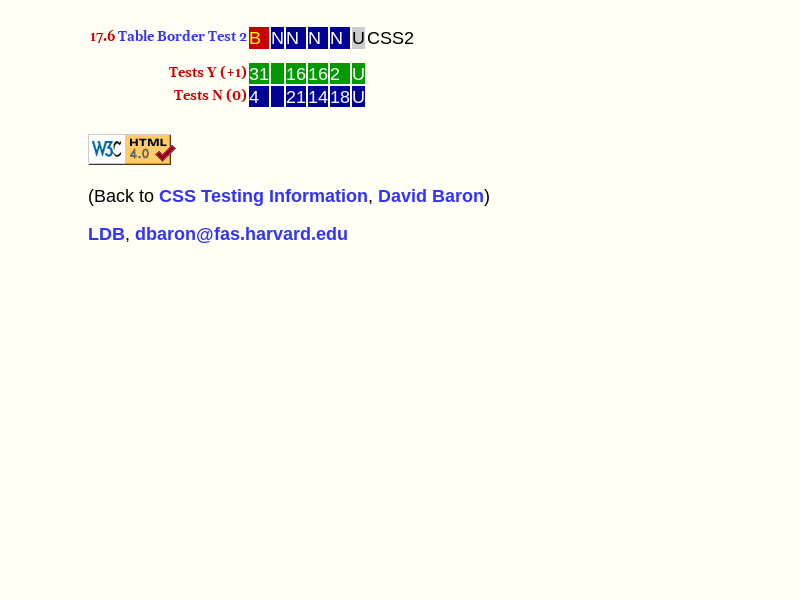 17.6 Table Border Test 2 B N N N N U CSS2
Tests Y (+1) 31 16 16 2 U
Tests N (0) 4 21 14 18 U
W3C HTML 4.0
(Back to CSS Testing Information, David Baron)
LDB, dbaron@fas.harvard.edu